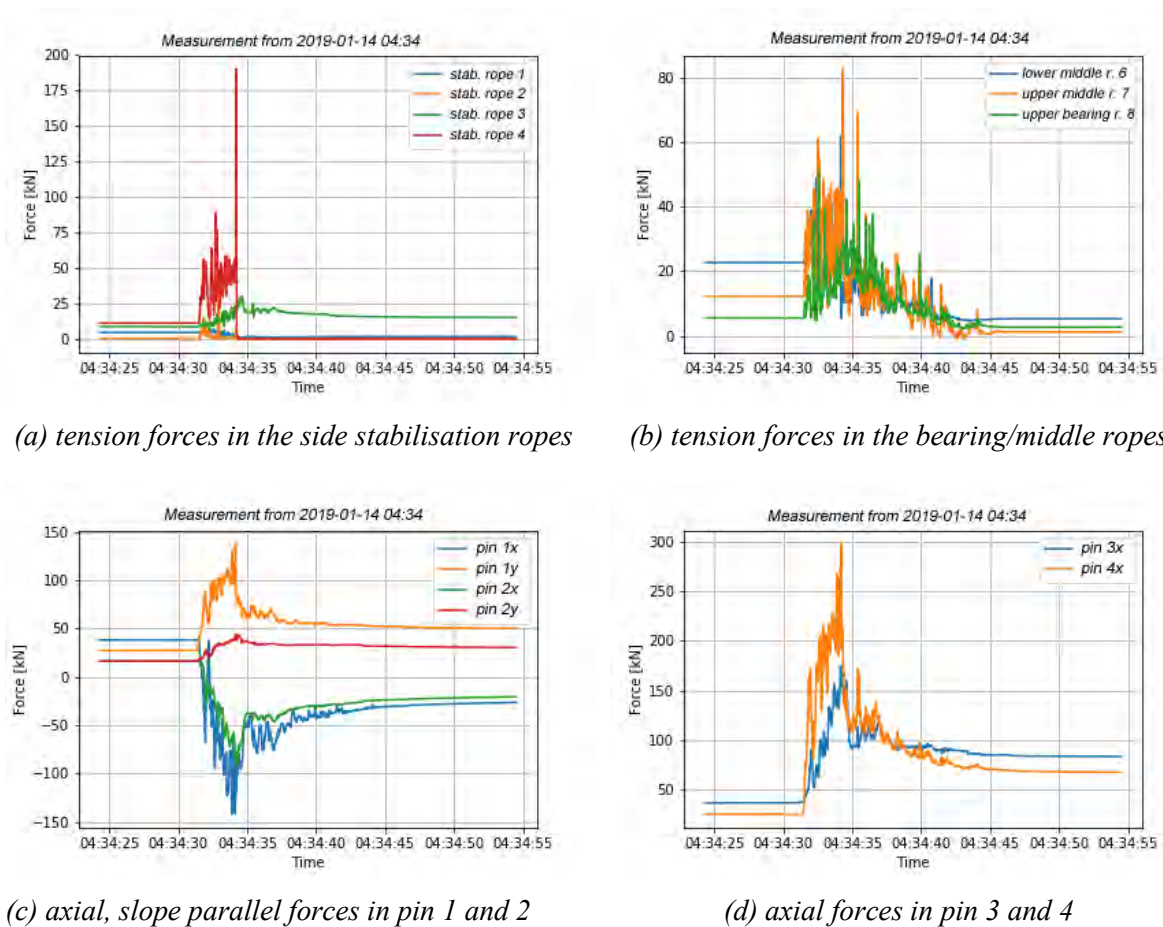 Measurement from 2019-01-14 04:34
200
175
150
125
100
75
50
25
0
Force [kN]
stab. rope 1
stab. rope 2
stab. rope 3
stab. rope 4
04:34:25 04:34:30 04:34:35 04:34:40 04:34:45 04:34:50 04:34:55
Time
(a) tension forces in the side stabilisation ropes
Measurement from 2019-01-14 04:34
80
60
40
20
0
Force [kN]
lower middle r. 6
upper middle r. 7
upper bearing r. 8
04:34:25 04:34:30 04:34:35 04:34:40 04:34:45 04:34:50 04:34:55
Time
(b) tension forces in the bearing/middle ropes
Measurement from 2019-01-14 04:34
150
100
50
0
−50
−100
−150
Force [kN]
pin 1x
pin 1y
pin 2x
pin 2y
04:34:25 04:34:30 04:34:35 04:34:40 04:34:45 04:34:50 04:34:55
Time
(c) axial, slope parallel forces in pin 1 and 2
Measurement from 2019-01-14 04:34
300
250
200
150
100
50
Force [kN]
pin 3x
pin 4x
04:34:25 04:34:30 04:34:35 04:34:40 04:34:45 04:34:50 04:34:55
Time
(d) axial forces in pin 3 and 4